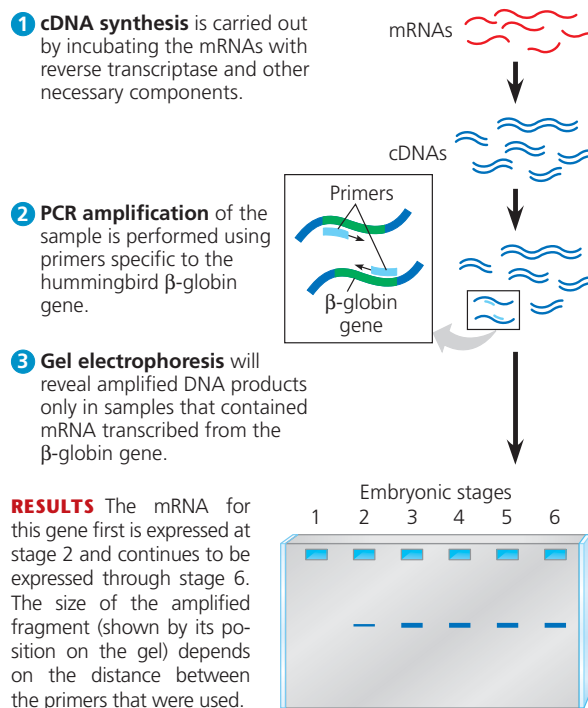 1 cDNA synthesis is carried out
by incubating the mRNAs with
reverse transcriptase and other
necessary components.
mRNAs
cDNAs
2 PCR amplification of the
sample is performed using
primers specific to the
hummingbird β-globin
gene.
Primers
β-globin
gene
3 Gel electrophoresis will
reveal amplified DNA products
only in samples that contained
mRNA transcribed from the
β-globin gene.
RESULTS The mRNA for
this gene first is expressed at
stage 2 and continues to be
expressed through stage 6.
The size of the amplified
fragment (shown by its po-
sition on the gel) depends
on the distance between
the primers that were used.
Embryonic stages
1 2 3 4 5 6